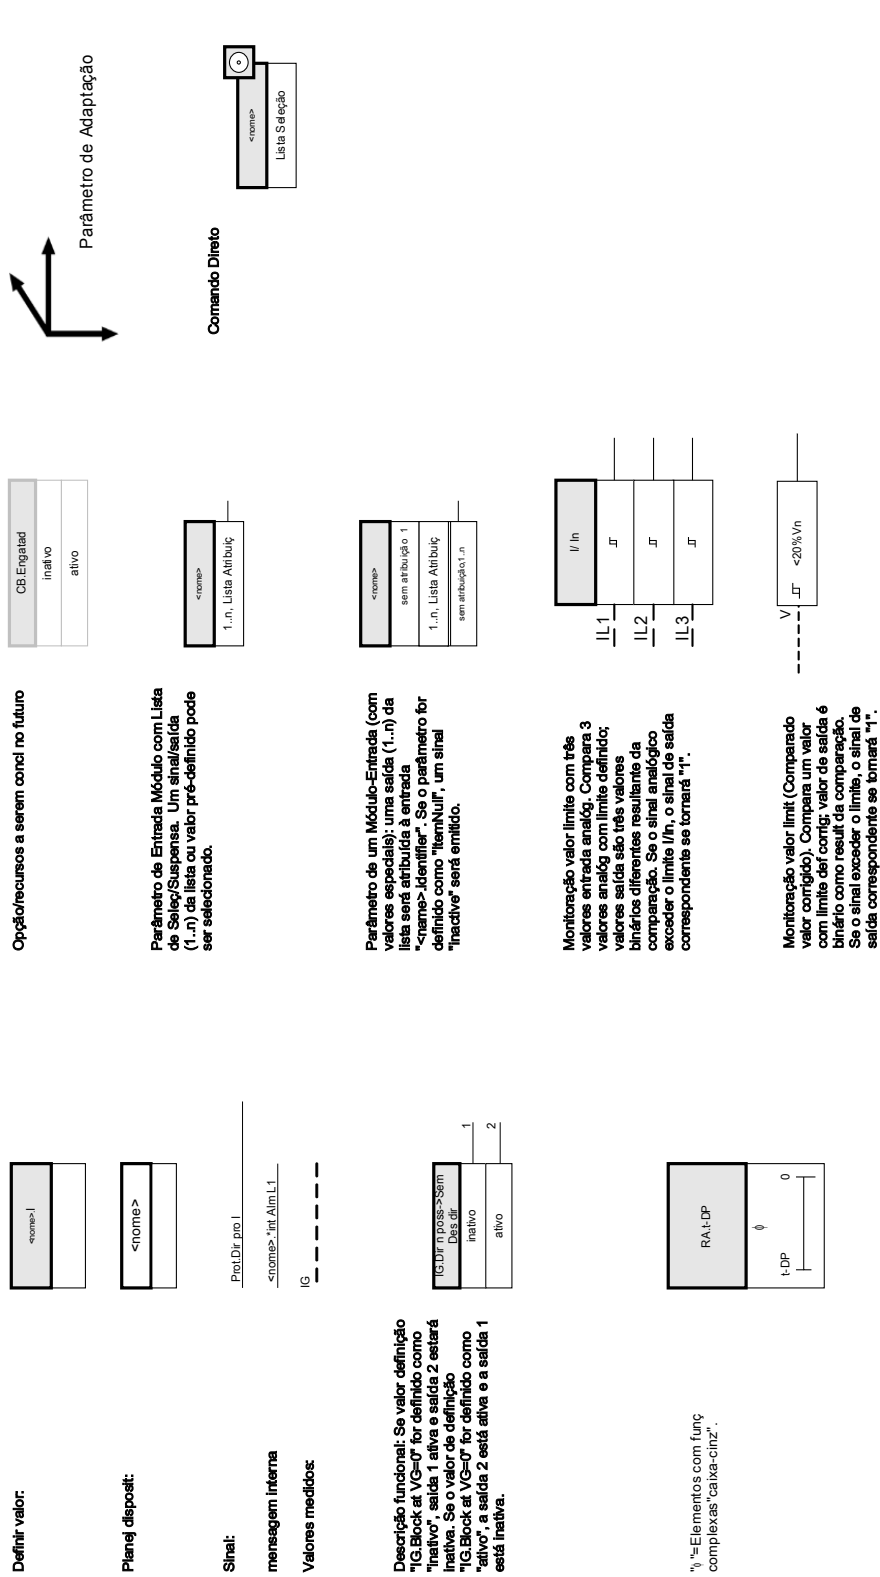 Definir valor:
<nome>.I
Planej disposit:
<nome>
Sinal:
Prot.Dir pro I
mensagem interna
<nome>.*int Alm L1
Valores medidos:
IG
Descrição funcional: Se valor definição
"IG.Block at VG=0" for definido como
"inativo", saída 1 ativa e saída 2 estará
inativa. Se o valor de definição
"IG.Block at VG=0" for definido como
"ativo", a saída 2 está ativa e a saída 1
está inativa.
IG.Dir n poss->Sem
Des dir
inativo
ativo
1
2
"ϕ"=Elementos com funç
complexas"caixa-cinz".
RA.t-DP
ϕ
t-DP
0
Opção/recursos a serem concl no futuro
CB.Engatad
inativo
ativo
Parâmetro de Entrada Módulo com Lista
de Seleç/Suspensa. Um sinal/saída
(1..n) da lista ou valor pré-definido pode
ser selecionado.
<nome>
1..n, Lista Atribuiç
Parâmetro de um Módulo-Entrada (com
valores espedais): uma saída (1..n) da
lista será atribuída à entrada
"<name>.identifier". Se o parâmetro for
definido como "ItemNull", um sinal
"Inactive" será emitido.
<nome>
sem atribuição 1
1..n, Lista Atribuiç
sem atribuição,1..n
Monitoração valor limite com três
valores entrada analóg. Compara 3
valores analóg com limite definido;
valores saída são três valores
binários diferentes resultante da
comparação. Se o sinal analógico
exceder o limite I/In, o sinal de saída
correspondente se tornará "1".
I/ In
IL1
IL2
IL3
Monitoração valor limit (Comparado
valor corrigido). Compara um valor
com limite def corrig; valor de saída é
binário como result da comparação.
Se o sinal exceder o limite, o sinal de
saída correspondente se tornará "1".
V
<20%Vn
Parâmetro de Adaptação
Comando Direto
<nome>
Lista Seleção